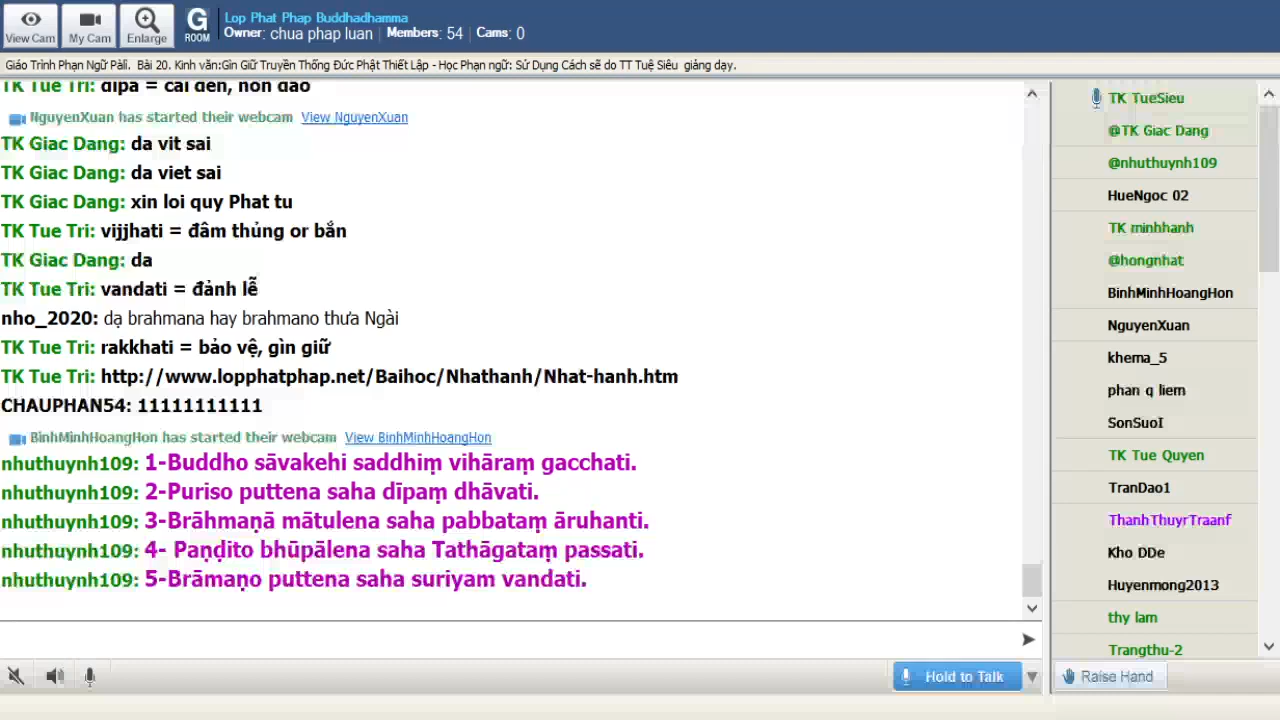 View Cam
My Cam
Enlarge
G
ROOM
Lop Phat Phap Buddhadhamma
Owner: chua phap luan | Members: 54 | Cams: 0
Giáo Trình Phạn Ngữ Pāli. Bài 20. Kinh văn:Gìn Giữ Truyền Thống Đức Phật Thiết Lập - Học Phạn ngữ: Sử Dụng Cách sẽ do TT Tuệ Siêu giảng dạy.
TK Tue Tri: dīpa = cái đèn, hòn đảo
NguyenXuan has started their webcam View NguyenXuan
TK Giac Dang: da vit sai
TK Giac Dang: da viet sai
TK Giac Dang: xin loi quy Phat tu
TK Tue Tri: vijjhati = đâm thủng or bắn
TK Giac Dang: da
TK Tue Tri: vandati = đảnh lễ
nho_2020: dạ brahmana hay brahmano thưa Ngài
TK Tue Tri: rakkhati = bảo vệ, gìn giữ
TK Tue Tri: http://www.lopphatphap.net/Baihoc/Nhathanh/Nhat-hanh.htm
CHAUPHAN54: 11111111111
BinhMinhHoangHon has started their webcam View BinhMinhHoangHon
nhuthuynh109: 1-Buddho sāvakehi saddhiṃ vihāraṃ gacchati.
nhuthuynh109: 2-Puriso puttena saha dīpaṃ dhāvati.
nhuthuynh109: 3-Brāhmaṇā mātulena saha pabbataṃ āruhanti.
nhuthuynh109: 4- Paṇḍito bhūpālena saha Tathāgataṃ passati.
nhuthuynh109: 5-Brāmaṇo puttena saha suriyam vandati.
Hold to Talk
TK TueSieu
@TK Giac Dang
@nhuthuynh109
HueNgoc 02
TK minhhanh
@hongnhat
BinhMinhHoangHon
NguyenXuan
khema_5
phan q liem
SonSuoI
TK Tue Quyen
TranDao1
ThanhThuyrTraanf
Kho DDe
Huyenmong2013
thy lam
Trangthu-2
Raise Hand